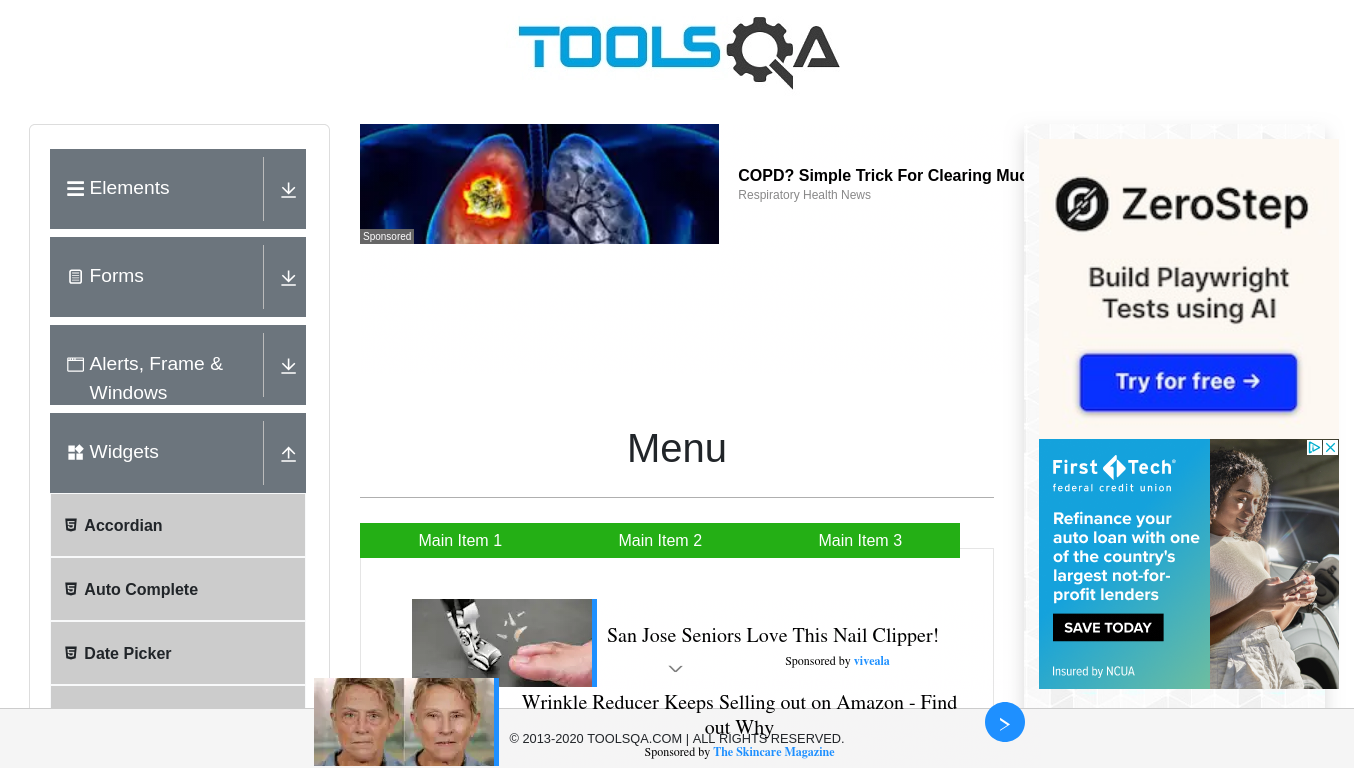 TOOLSQA
Elements
Forms
Alerts, Frame &
Windows
Widgets
Accordian
Auto Complete
Date Picker
Sponsored
COPD? Simple Trick For Clearing Muc
Respiratory Health News
Menu
Main Item 1
Main Item 2
Main Item 3
San Jose Seniors Love This Nail Clipper!
Sponsored by viveala
Wrinkle Reducer Keeps Selling out on Amazon - Find
out Why
Sponsored by The Skincare Magazine
© 2013-2020 TOOLSQA.COM | ALL RIGHTS RESERVED.
ZeroStep
Build Playwright
Tests using AI
Try for free →
First Tech
federal credit union
Refinance your
auto loan with one
of the country's
largest not-for-
profit lenders
SAVE TODAY
Insured by NCUA